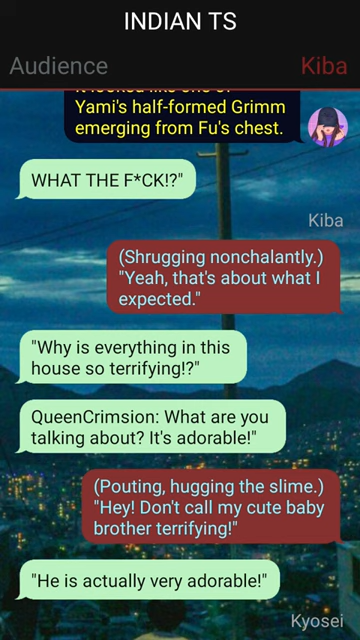 INDIAN TS
Audience
Kiba
Yami's half-formed Grimm
emerging from Fu's chest.
WHAT THE F*CK!?"
Kiba
(Shrugging nonchalantly.)
"Yeah, that's about what I
expected."
"Why is everything in this
house so terrifying!?"
QueenCrimsion: What are you
talking about? It's adorable!"
(Pouting, hugging the slime.)
"Hey! Don't call my cute baby
brother terrifying!"
"He is actually very adorable!"
Kyosei